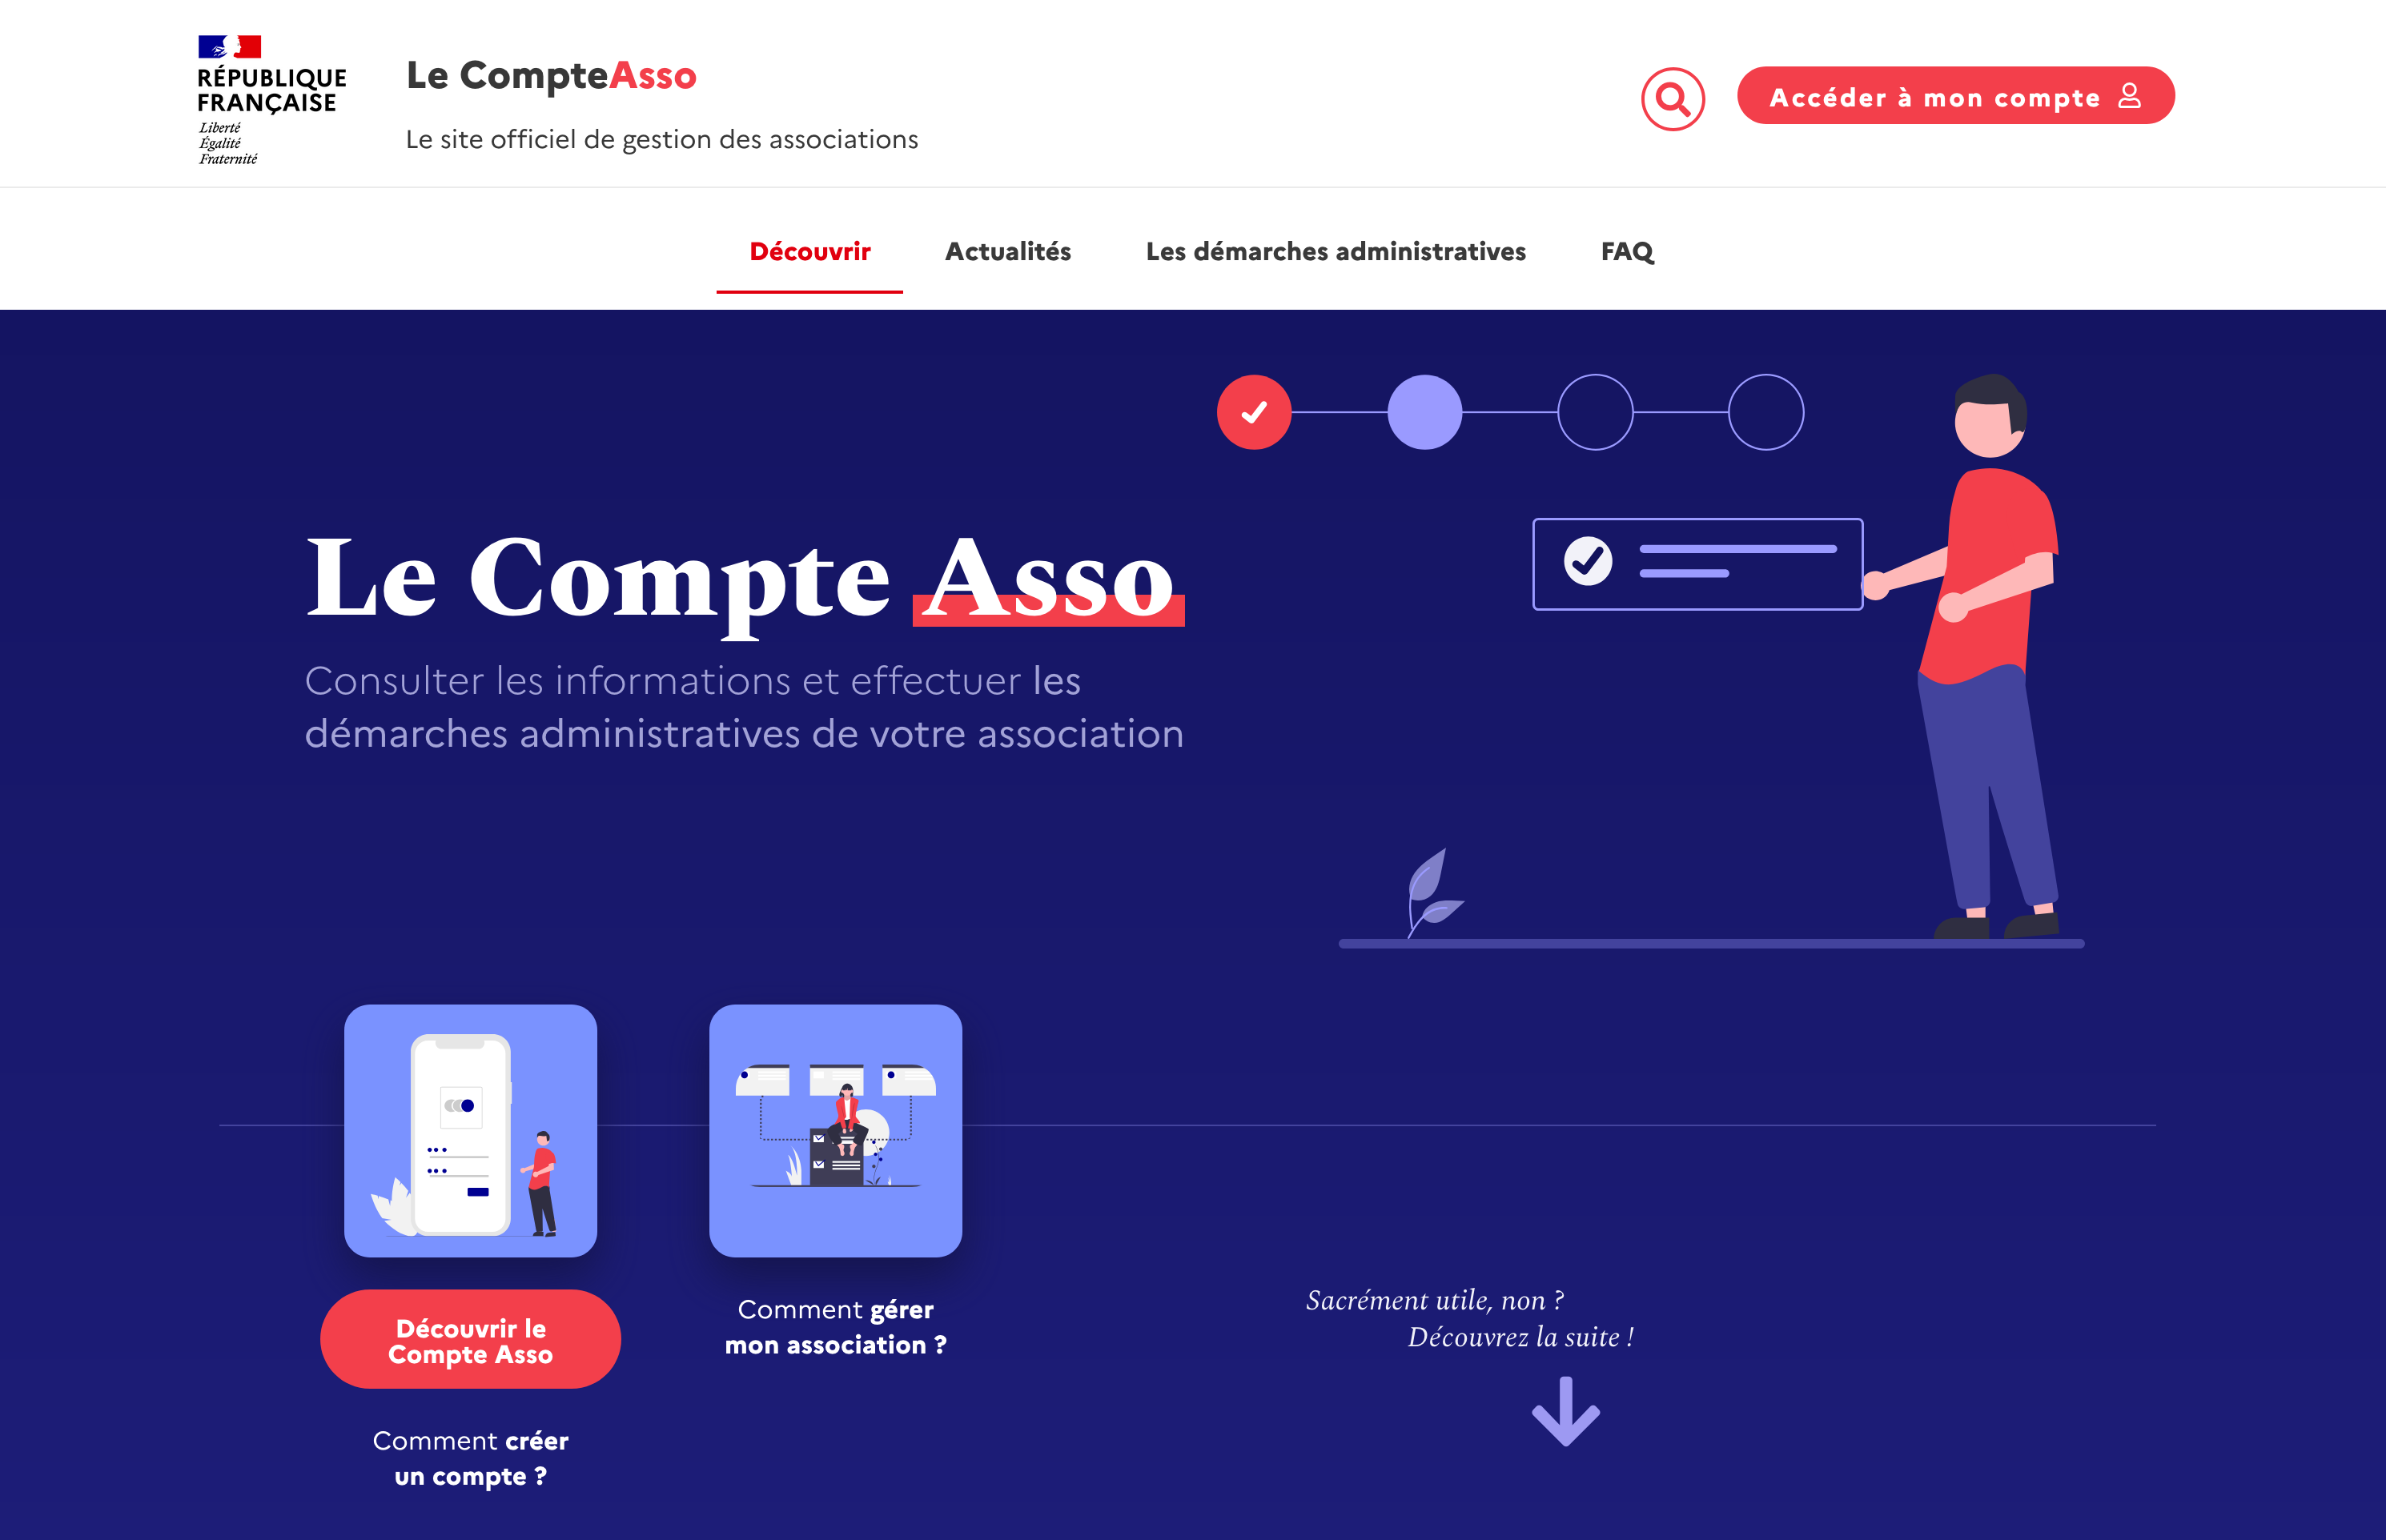 RÉPUBLIQUE
FRANÇAISE
Liberté
Égalité
Fraternité
Le CompteAsso
Le site officiel de gestion des associations
Accéder à mon compte
Découvrir
Actualités
Les démarches administratives
FAQ
Le Compte Asso
Consulter les informations et effectuer les
démarches administratives de votre association
Découvrir le
Compte Asso
Comment créer
un compte ?
Comment gérer
mon association ?
Sacrément utile, non ?
Découvrez la suite !